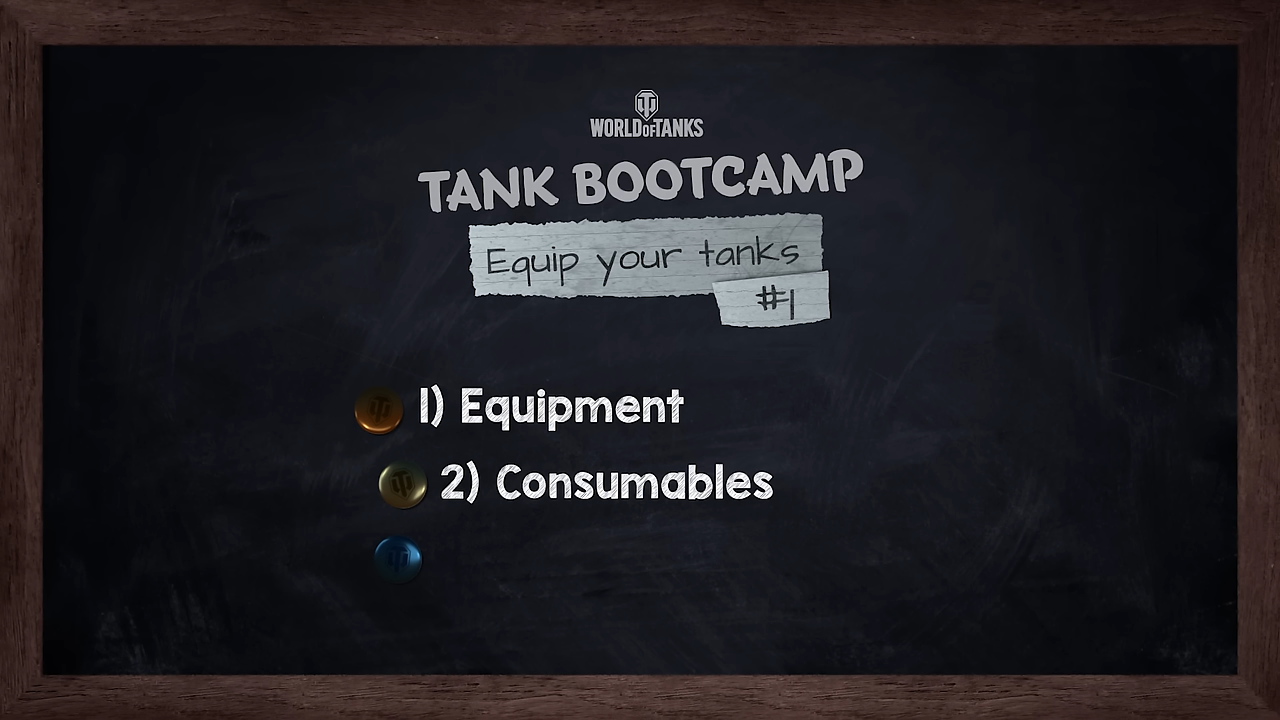 WORLD OF TANKS
TANK BOOTCAMP
Equip your tanks
#1
1) Equipment
2) Consumables